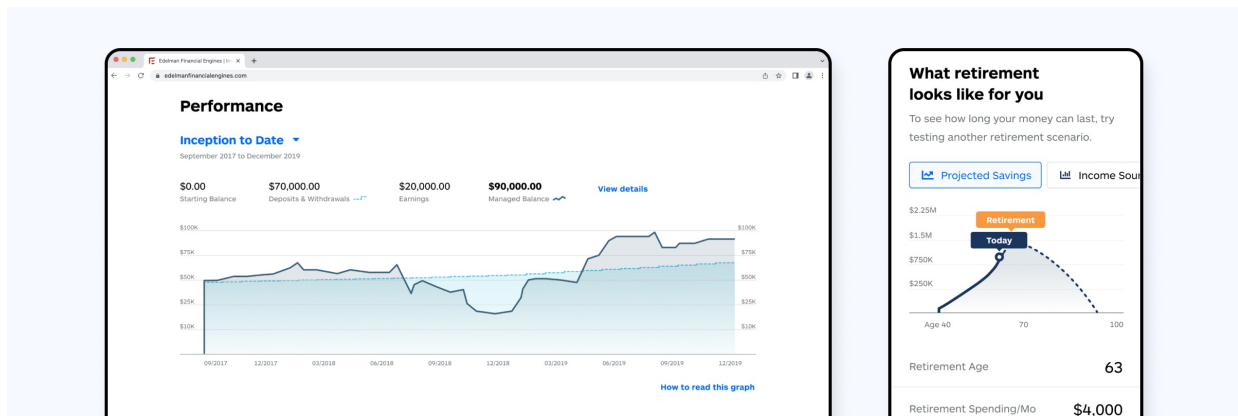 Edelman Financial Engines | In
edelmanfinancialengines.com
Performance
Inception to Date
September 2017 to December 2019
$0.00 $70,000.00 $20,000.00 $90,000.00 View details
Starting Balance Deposits & Withdrawals Earnings Managed Balance
$100K $100K
$75K $75K
$50K $50K
$25K $25K
$10K $10K
09/2017 12/2017 03/2018 06/2018 09/2018 12/2018 03/2019 06/2019 09/2019 12/2019
How to read this graph
What retirement
looks like for you
To see how long your money can last, try
testing another retirement scenario.
Projected Savings Income Sour
$2.25M
Retirement
$1.5M
Today
$750K
$250K
Age 40 70 100
Retirement Age 63
Retirement Spending/Mo $4,000